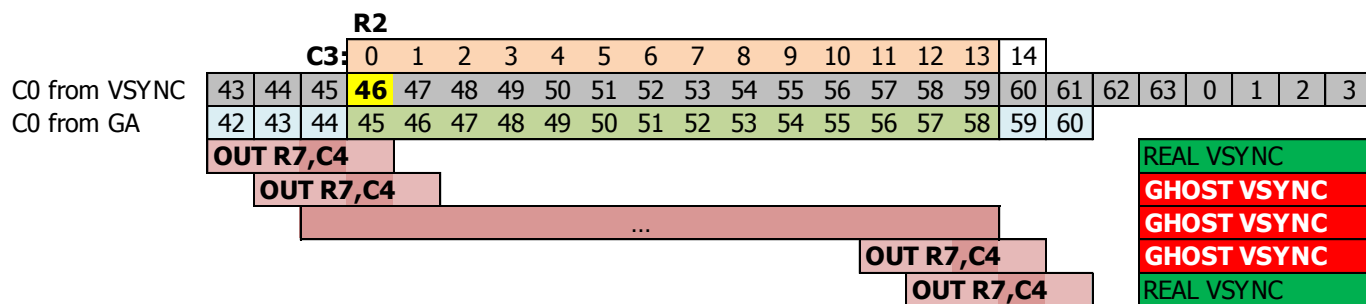 R2
C3: 0 1 2 3 4 5 6 7 8 9 10 11 12 13 14
C0 from VSYNC 43 44 45 46 47 48 49 50 51 52 53 54 55 56 57 58 59 60 61 62 63 0 1 2 3
C0 from GA 42 43 44 45 46 47 48 49 50 51 52 53 54 55 56 57 58 59 60
OUT R7,C4 REAL VSYNC
OUT R7,C4 GHOST VSYNC
... GHOST VSYNC
OUT R7,C4 GHOST VSYNC
OUT R7,C4 REAL VSYNC